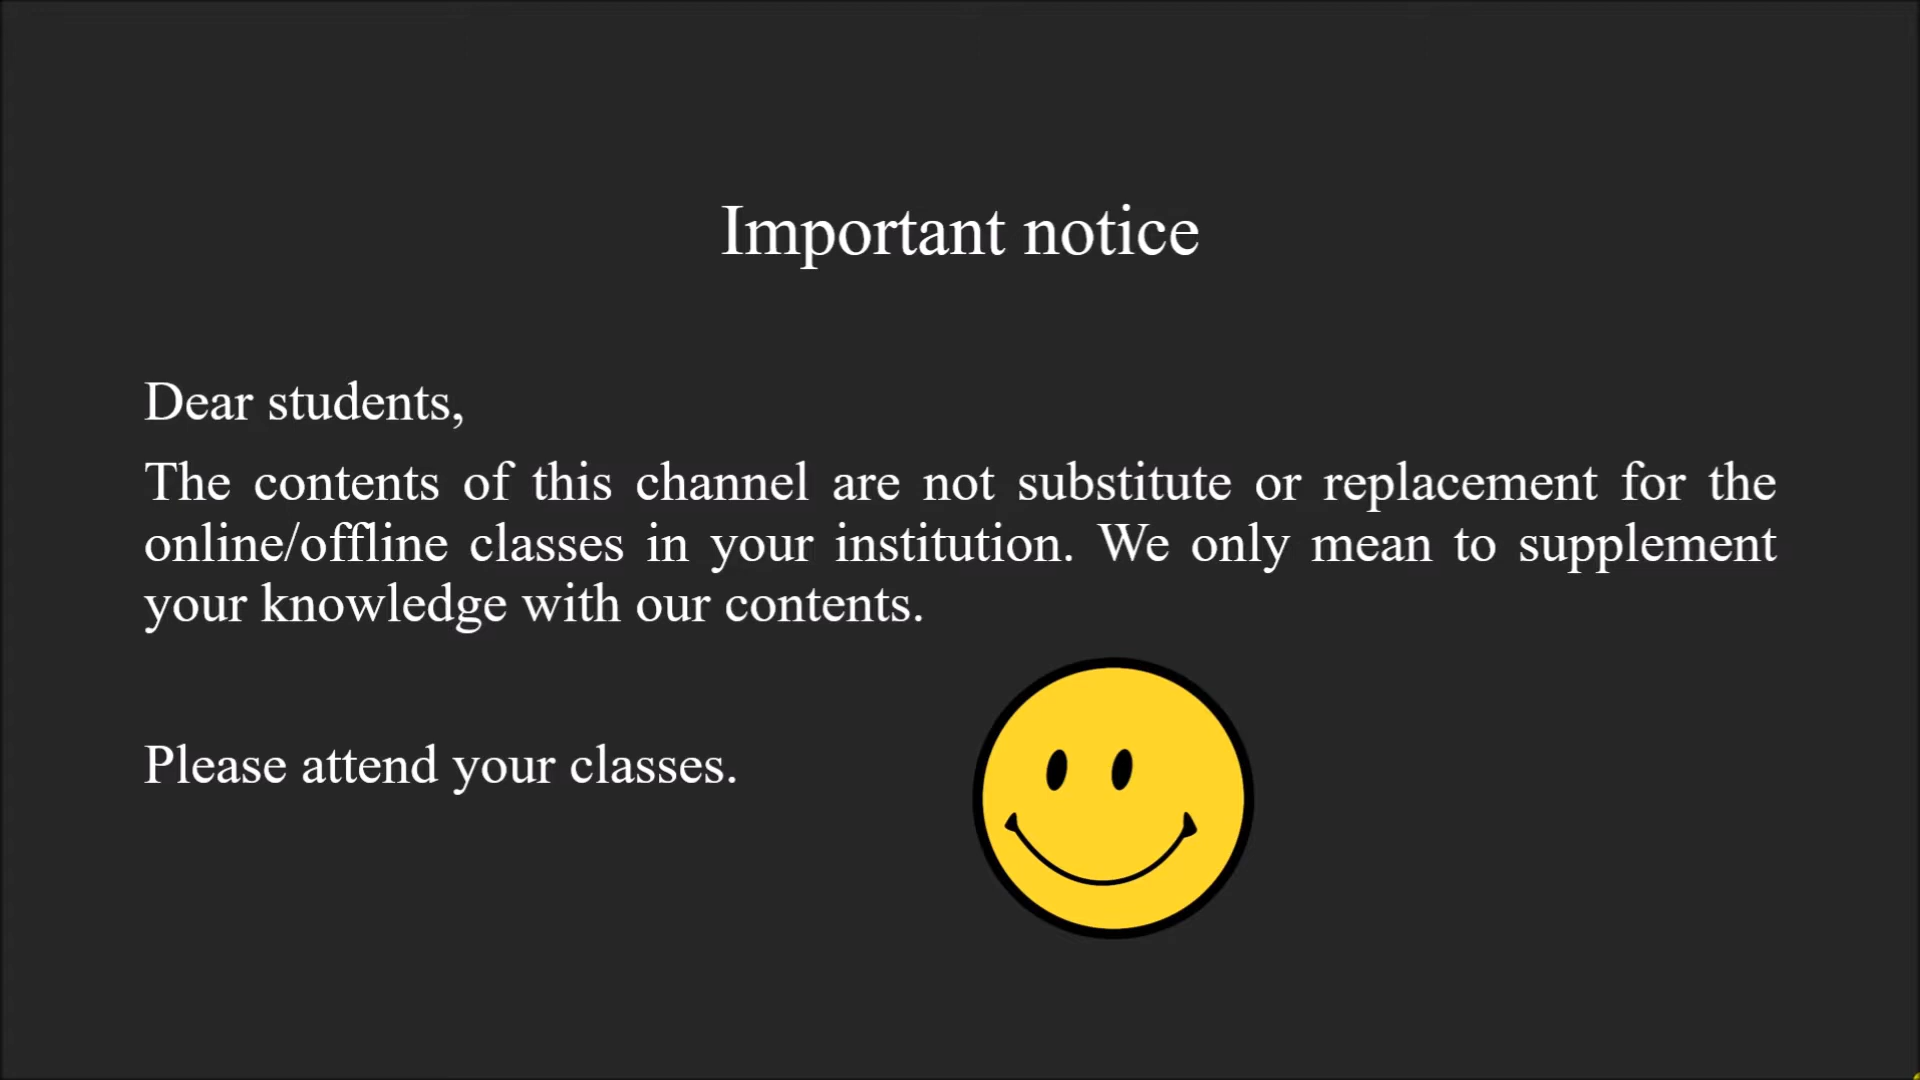 Important notice
Dear students,
The contents of this channel are not substitute or replacement for the
online/offline classes in your institution. We only mean to supplement
your knowledge with our contents.
Please attend your classes.